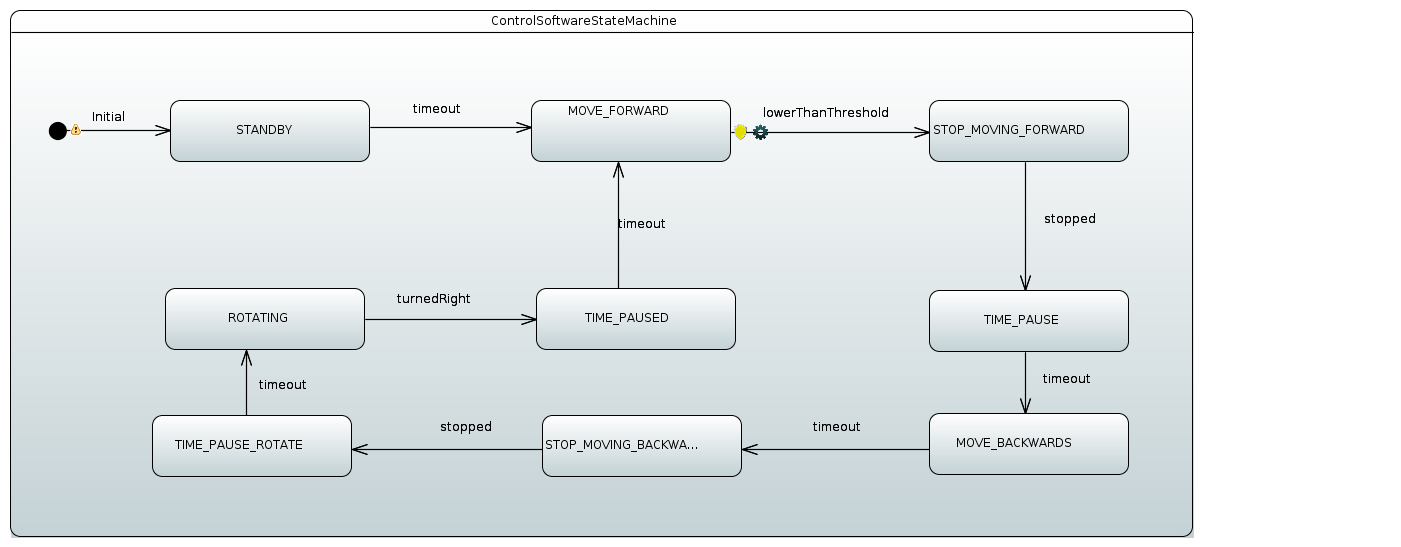 ControlSoftwareStateMachine
Initial
STANDBY
timeout
MOVE_FORWARD
lowerThanThreshold
STOP_MOVING_FORWARD
timeout
stopped
ROTATING
turnedRight
TIME_PAUSED
TIME_PAUSE
timeout
timeout
TIME_PAUSE_ROTATE
stopped
STOP_MOVING_BACKWA...
timeout
MOVE_BACKWARDS